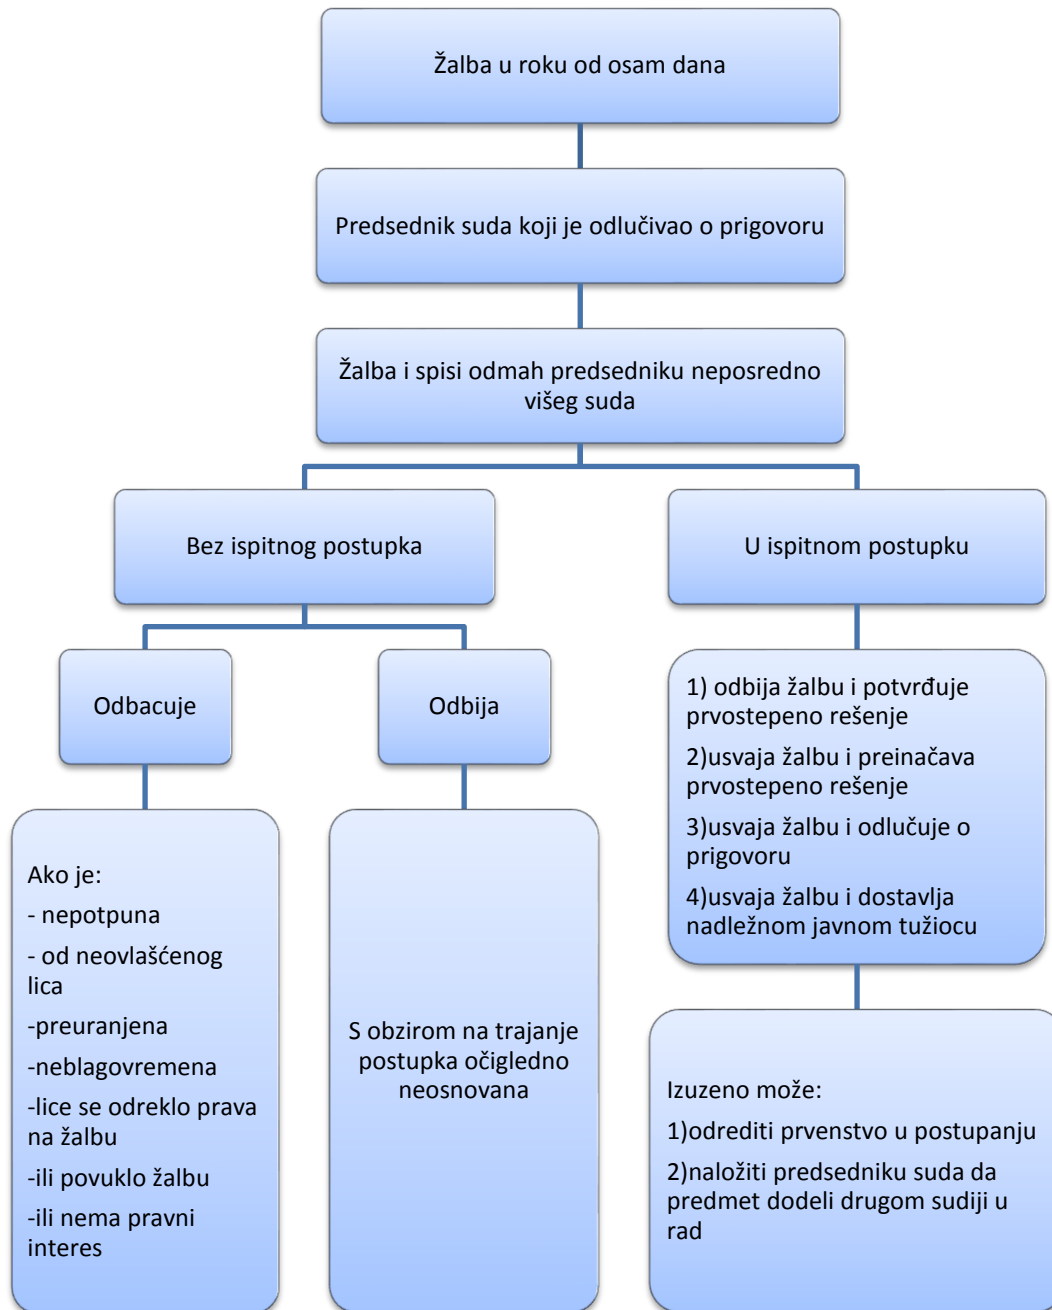 Žalba u roku od osam dana
Predsednik suda koji je odlučivao o prigovoru
Žalba i spisi odmah predsedniku neposredno
višeg suda
Bez ispitnog postupka
U ispitnom postupku
Odbacuje
Odbija
Ako je:
- nepotpuna
- od neovlašćenog
lica
-preuranjena
-neblagovremena
-lice se odreklo prava
na žalbu
-ili povuklo žalbu
-ili nema pravni
interes
S obzirom na trajanje
postupka očigledno
neosnovana
1) odbija žalbu i potvrđuje
prvostepeno rešenje
2)usvaja žalbu i preinačava
prvostepeno rešenje
3)usvaja žalbu i odlučuje o
prigovoru
4)usvaja žalbu i dostavlja
nadležnom javnom tužiocu
Izuzeno može:
1)odrediti prvenstvo u postupanju
2)naložiti predsedniku suda da
predmet dodeli drugom sudiji u
rad